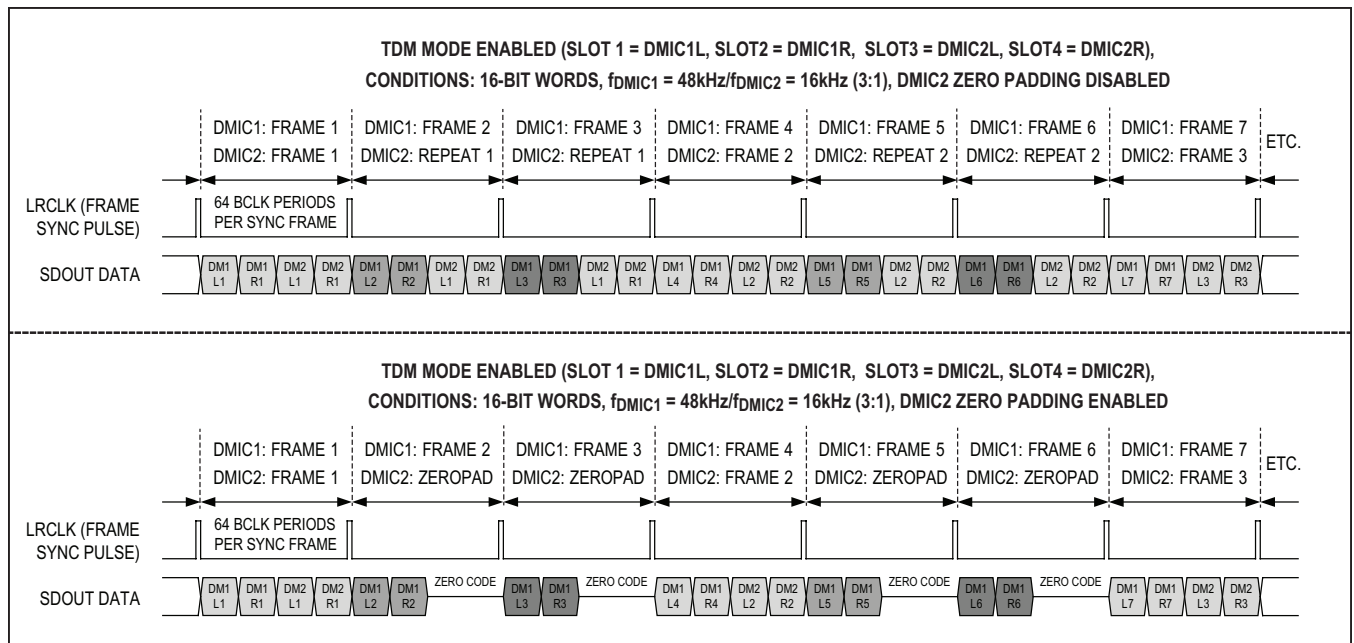 TDM MODE ENABLED (SLOT 1 = DMIC1L, SLOT2 = DMIC1R, SLOT3 = DMIC2L, SLOT4 = DMIC2R),
CONDITIONS: 16-BIT WORDS, fDMIC1 = 48kHz/fDMIC2 = 16kHz (3:1), DMIC2 ZERO PADDING DISABLED
DMIC1: FRAME 1 DMIC1: FRAME 2 DMIC1: FRAME 3 DMIC1: FRAME 4 DMIC1: FRAME 5 DMIC1: FRAME 6 DMIC1: FRAME 7
ETC.
DMIC2: FRAME 1 DMIC2: REPEAT 1 DMIC2: REPEAT 1 DMIC2: FRAME 2 DMIC2: REPEAT 2 DMIC2: REPEAT 2 DMIC2: FRAME 3
LRCLK (FRAME
SYNC PULSE)
64 BCLK PERIODS
PER SYNC FRAME
SDOUT DATA
DM1 DM1 DM2 DM2 DM1 DM1 DM2 DM2 DM1 DM1 DM2 DM2 DM1 DM1 DM2 DM2 DM1 DM1 DM2 DM2 DM1 DM1 DM2 DM2 DM1 DM1 DM2 DM2
L1 R1 L1 R1 L2 R2 L1 R1 L3 R3 L1 R1 L4 R4 L2 R2 L5 R5 L2 R2 L6 R6 L2 R2 L7 R7 L3 R3
TDM MODE ENABLED (SLOT 1 = DMIC1L, SLOT2 = DMIC1R, SLOT3 = DMIC2L, SLOT4 = DMIC2R),
CONDITIONS: 16-BIT WORDS, fDMIC1 = 48kHz/fDMIC2 = 16kHz (3:1), DMIC2 ZERO PADDING ENABLED
DMIC1: FRAME 1 DMIC1: FRAME 2 DMIC1: FRAME 3 DMIC1: FRAME 4 DMIC1: FRAME 5 DMIC1: FRAME 6 DMIC1: FRAME 7
ETC.
DMIC2: FRAME 1 DMIC2: ZEROPAD DMIC2: ZEROPAD DMIC2: FRAME 2 DMIC2: ZEROPAD DMIC2: ZEROPAD DMIC2: FRAME 3
LRCLK (FRAME
SYNC PULSE)
64 BCLK PERIODS
PER SYNC FRAME
SDOUT DATA
DM1 DM1 DM2 DM2 DM1 DM1 ZERO CODE DM1 DM1 ZERO CODE DM1 DM1 DM2 DM2 DM1 DM1 ZERO CODE DM1 DM1 ZERO CODE DM1 DM1 DM2 DM2
L1 R1 L1 R1 L2 R2 L3 R3 L4 R4 L2 R2 L5 R5 L6 R6 L7 R7 L3 R3